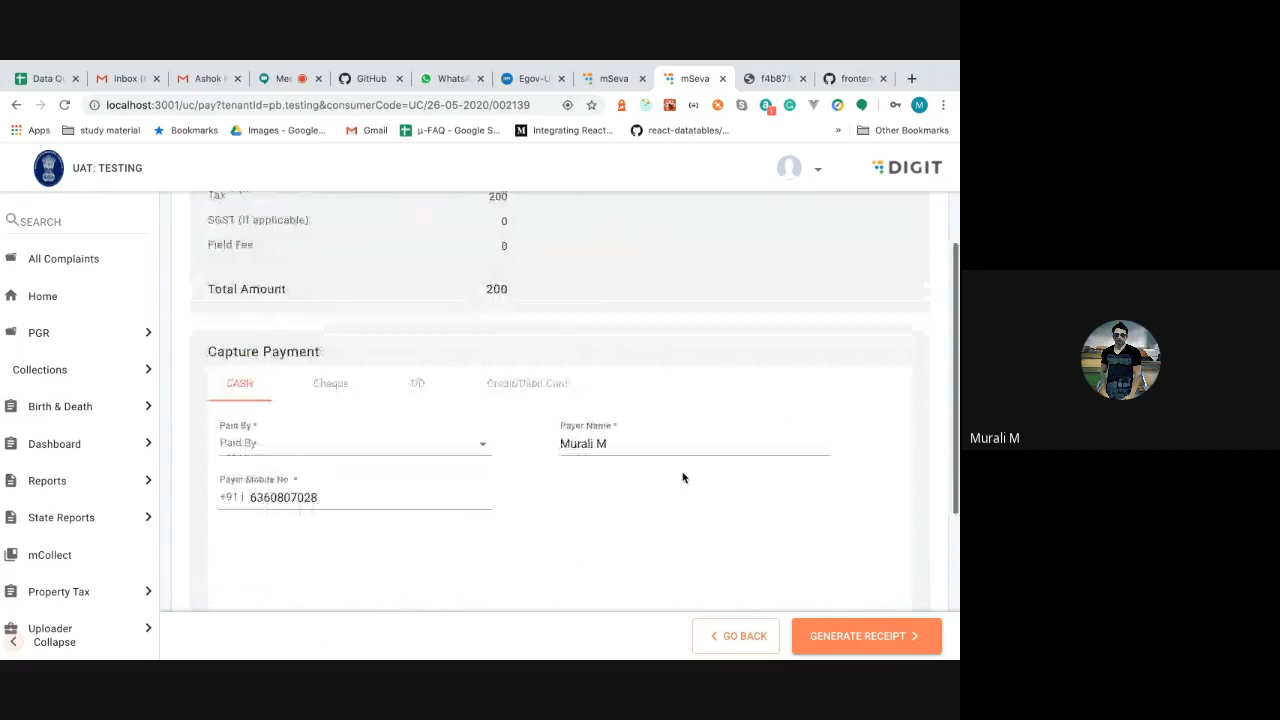 Data Qu
Inbox (
Ashok
Mee
GitHub
WhatsA
Egov-U
mSeva
mSeva
f4b871
fronten
localhost:3001/uc/pay?tenantId=pb.testing&consumerCode=UC/26-05-2020/002139
M
Apps
study material
Bookmarks
Images - Google...
Gmail
μ-FAQ - Google S...
Integrating React...
react-datatables/...
»
Other Bookmarks
UAT: TESTING
DIGIT
SEARCH
All Complaints
Home
PGR
Collections
Birth & Death
Dashboard
Reports
State Reports
mCollect
Property Tax
Uploader
Collapse
Tax 200
SGST (if applicable) 0
Field Fee 0
Total Amount 200
Capture Payment
CASH Cheque DD Credit/Debit Card
Paid By * Payer Name *
Paid By Murali M
Payer Mobile No *
+91 | 6360807028
GO BACK
GENERATE RECEIPT
Murali M